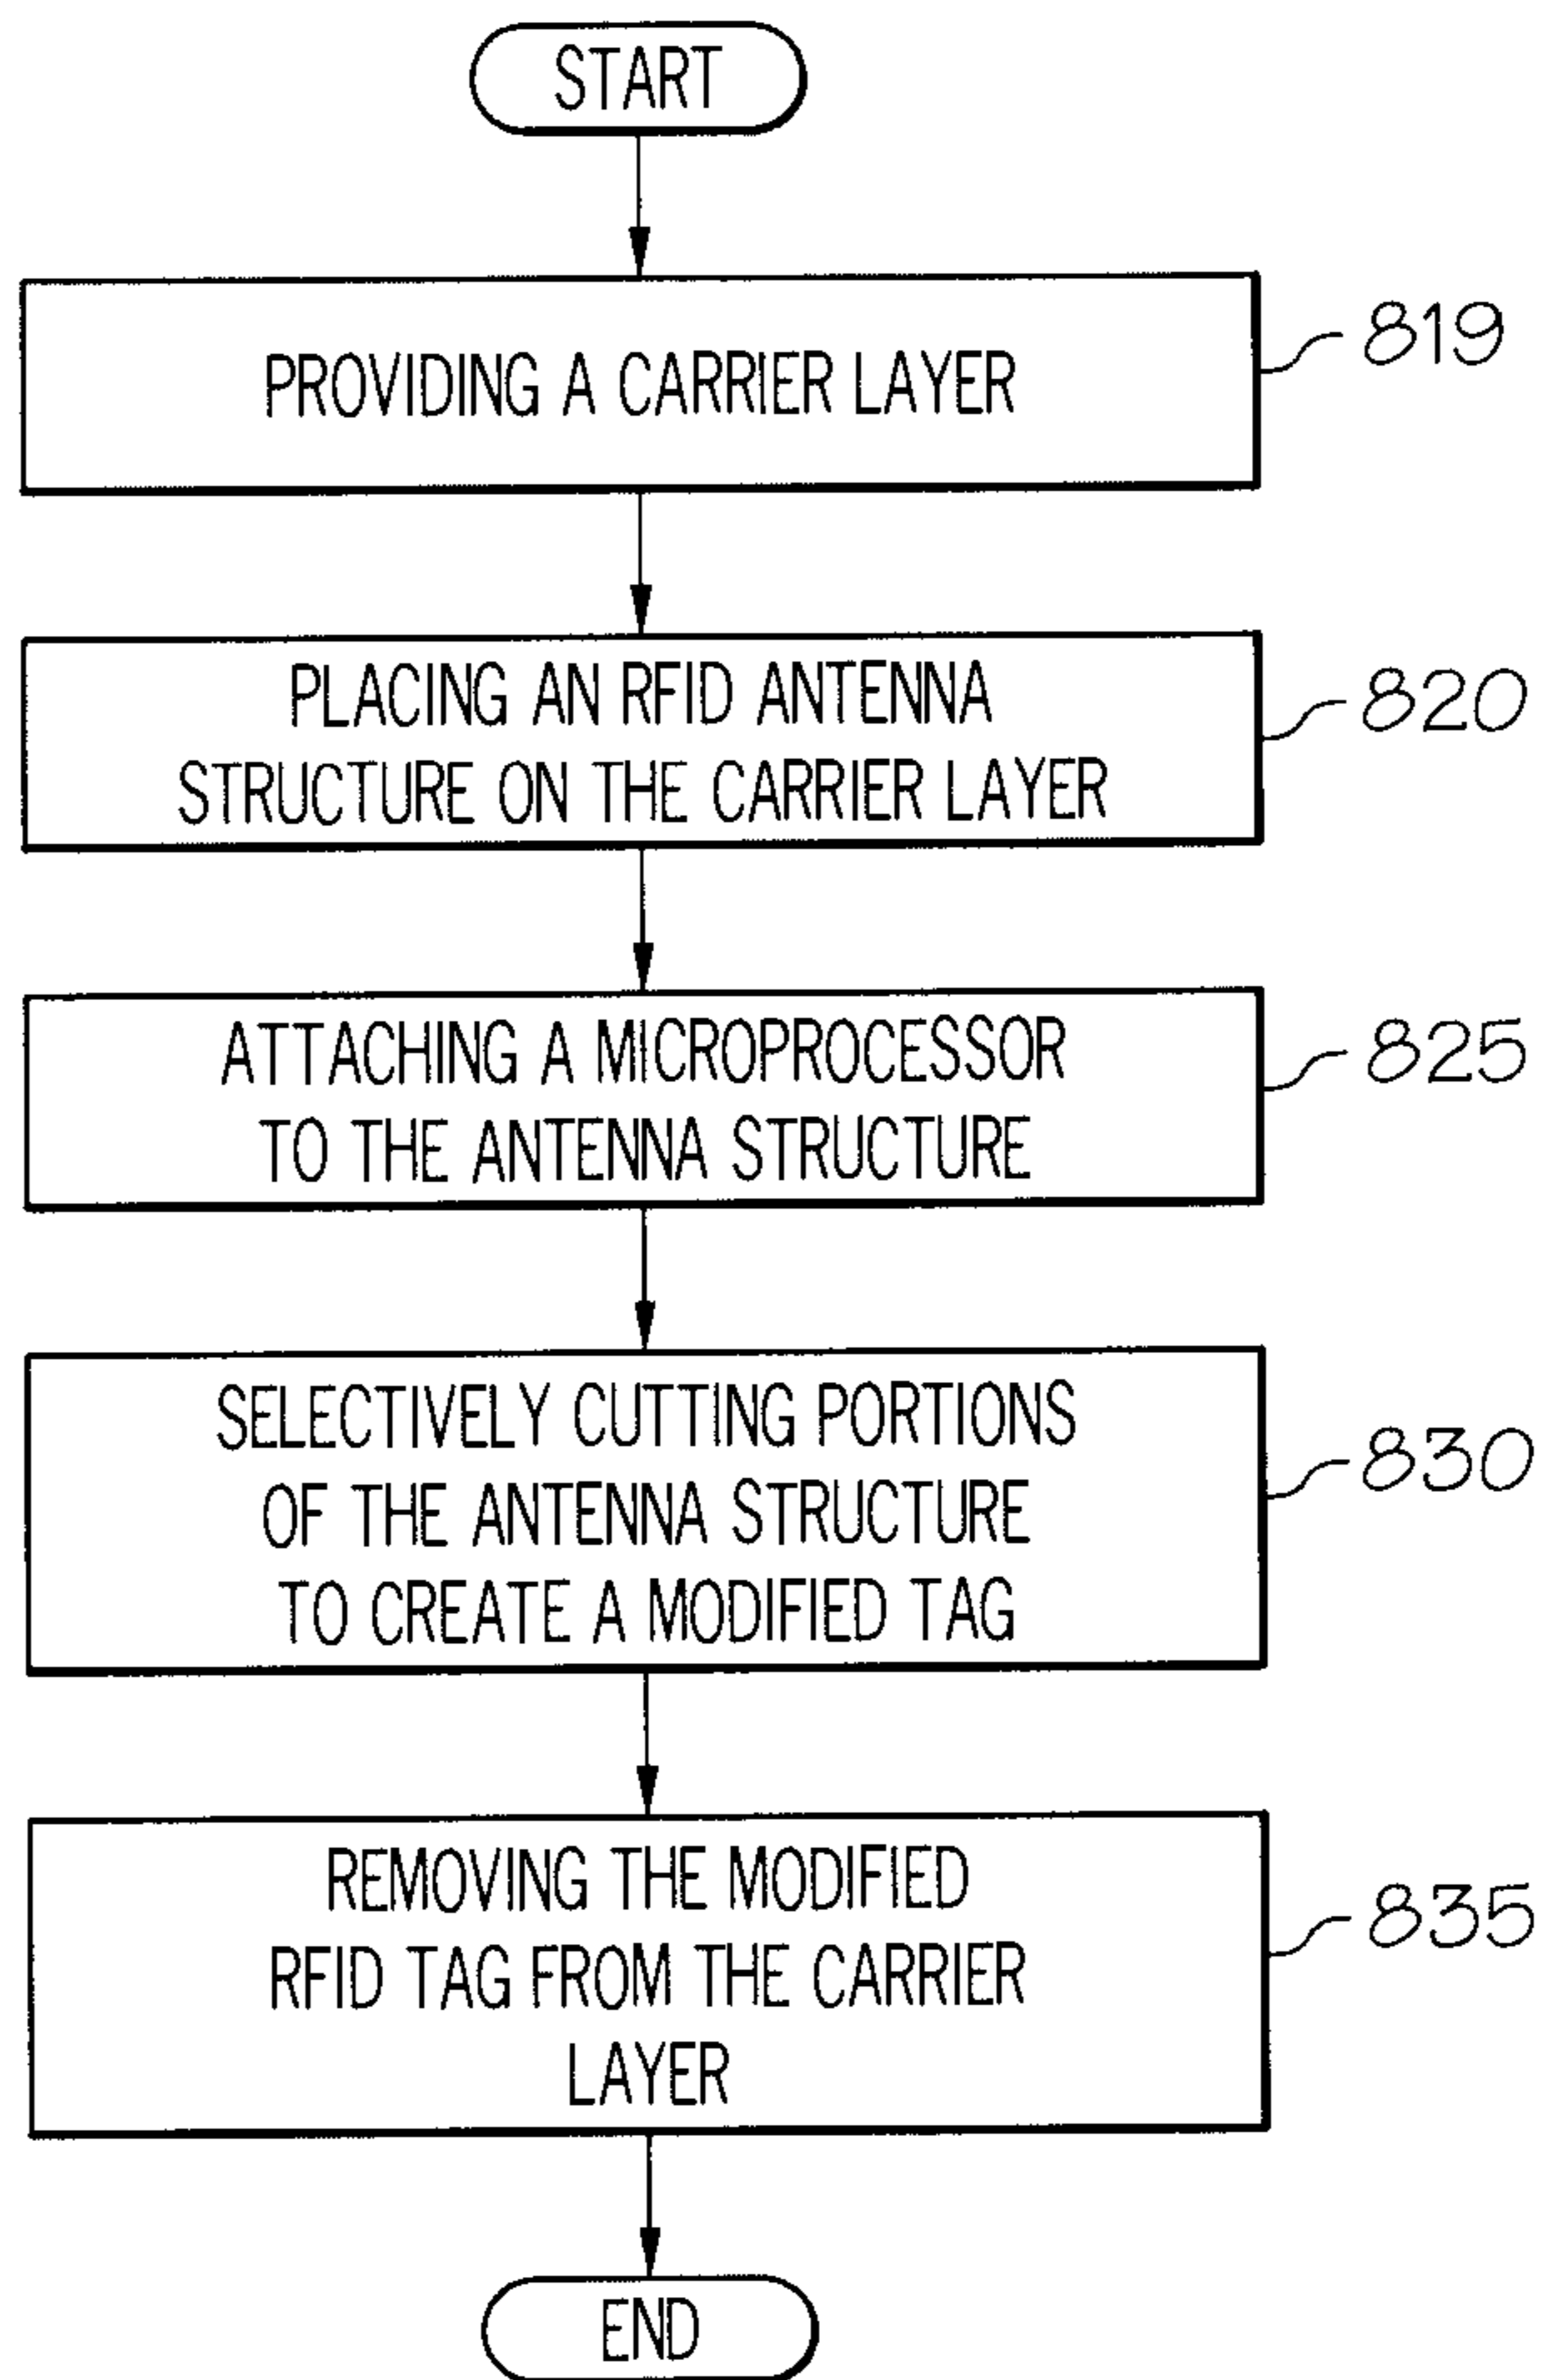 START
PROVIDING A CARRIER LAYER
819
PLACING AN RFID ANTENNA
STRUCTURE ON THE CARRIER LAYER
820
ATTACHING A MICROPROCESSOR
TO THE ANTENNA STRUCTURE
825
SELECTIVELY CUTTING PORTIONS
OF THE ANTENNA STRUCTURE
TO CREATE A MODIFIED TAG
830
REMOVING THE MODIFIED
RFID TAG FROM THE CARRIER
LAYER
835
END